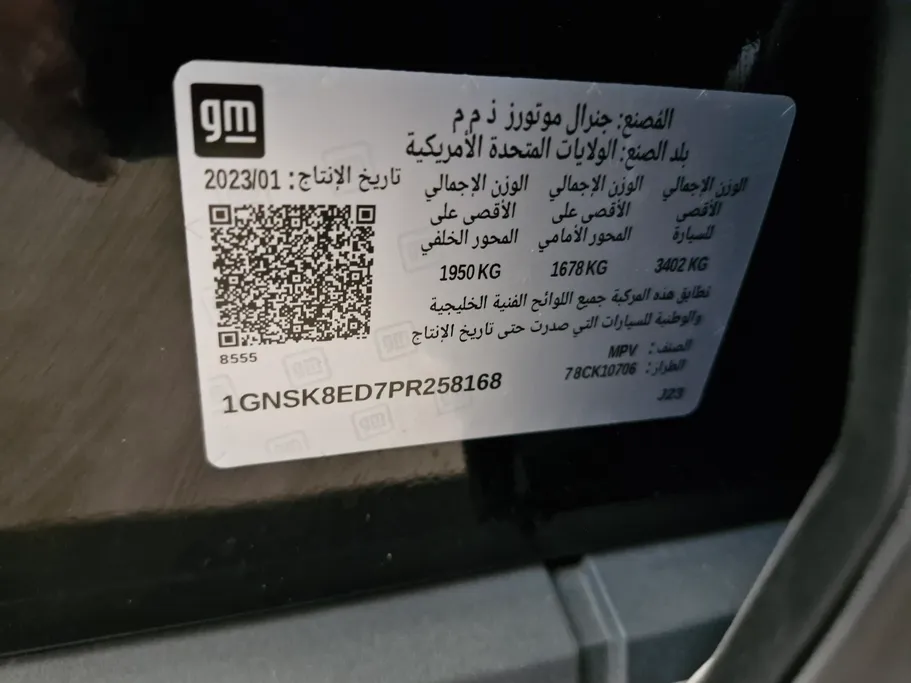 gm
المُصنع: جنرال موتورز ذ م م
بلد الصنع: الولايات المتحدة الأمريكية
تاريخ الإنتاج: 2023/01
الوزن الإجمالي الوزن الإجمالي الوزن الإجمالي
الأقصى الأقصى على الأقصى على
للسيارة المحور الأمامي المحور الخلفي
3402 KG 1678 KG 1950 KG
تطابق هذه المركبة جميع اللوائح الفنية الخليجية
والوطنية للسيارات التي صدرت حتى تاريخ الإنتاج
الصنف: MPV
الطراز: 78CK10706
8555
1GNSK8ED7PR258168
J23